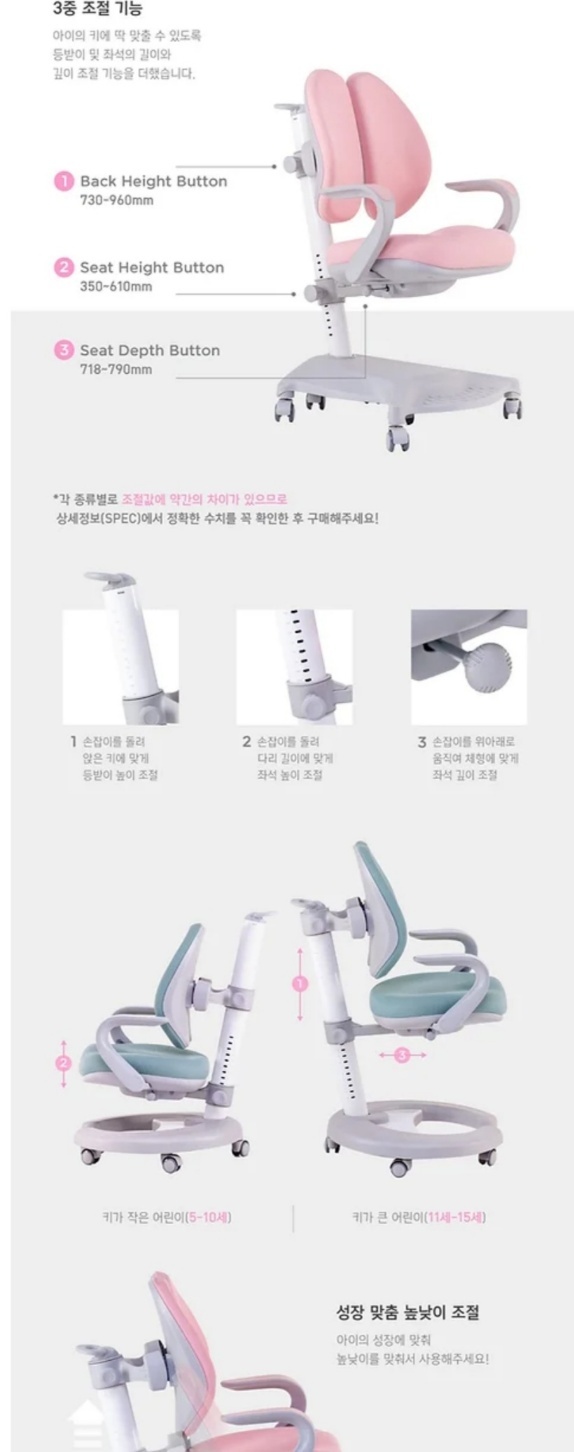 3중 조절 기능
아이의 키에 딱 맞출 수 있도록
등받이 및 좌석의 길이와
깊이 조절 기능을 더했습니다.
1 Back Height Button
730-960mm
2 Seat Height Button
350-610mm
3 Seat Depth Button
718-790mm
*각 종류별로 조절값에 약간의 차이가 있으므로
상세정보(SPEC)에서 정확한 수치를 꼭 확인한 후 구매해주세요!
1 손잡이를 돌려
앉은 키에 맞게
등받이 높이 조절
2 손잡이를 돌려
다리 길이에 맞게
좌석 높이 조절
3 손잡이를 위아래로
움직여 체형에 맞게
좌석 깊이 조절
1
2
3
키가 작은 어린이(5-10세)
키가 큰 어린이(11세-15세)
성장 맞춤 높낮이 조절
아이의 성장에 맞춰
높낮이를 맞춰서 사용해주세요!